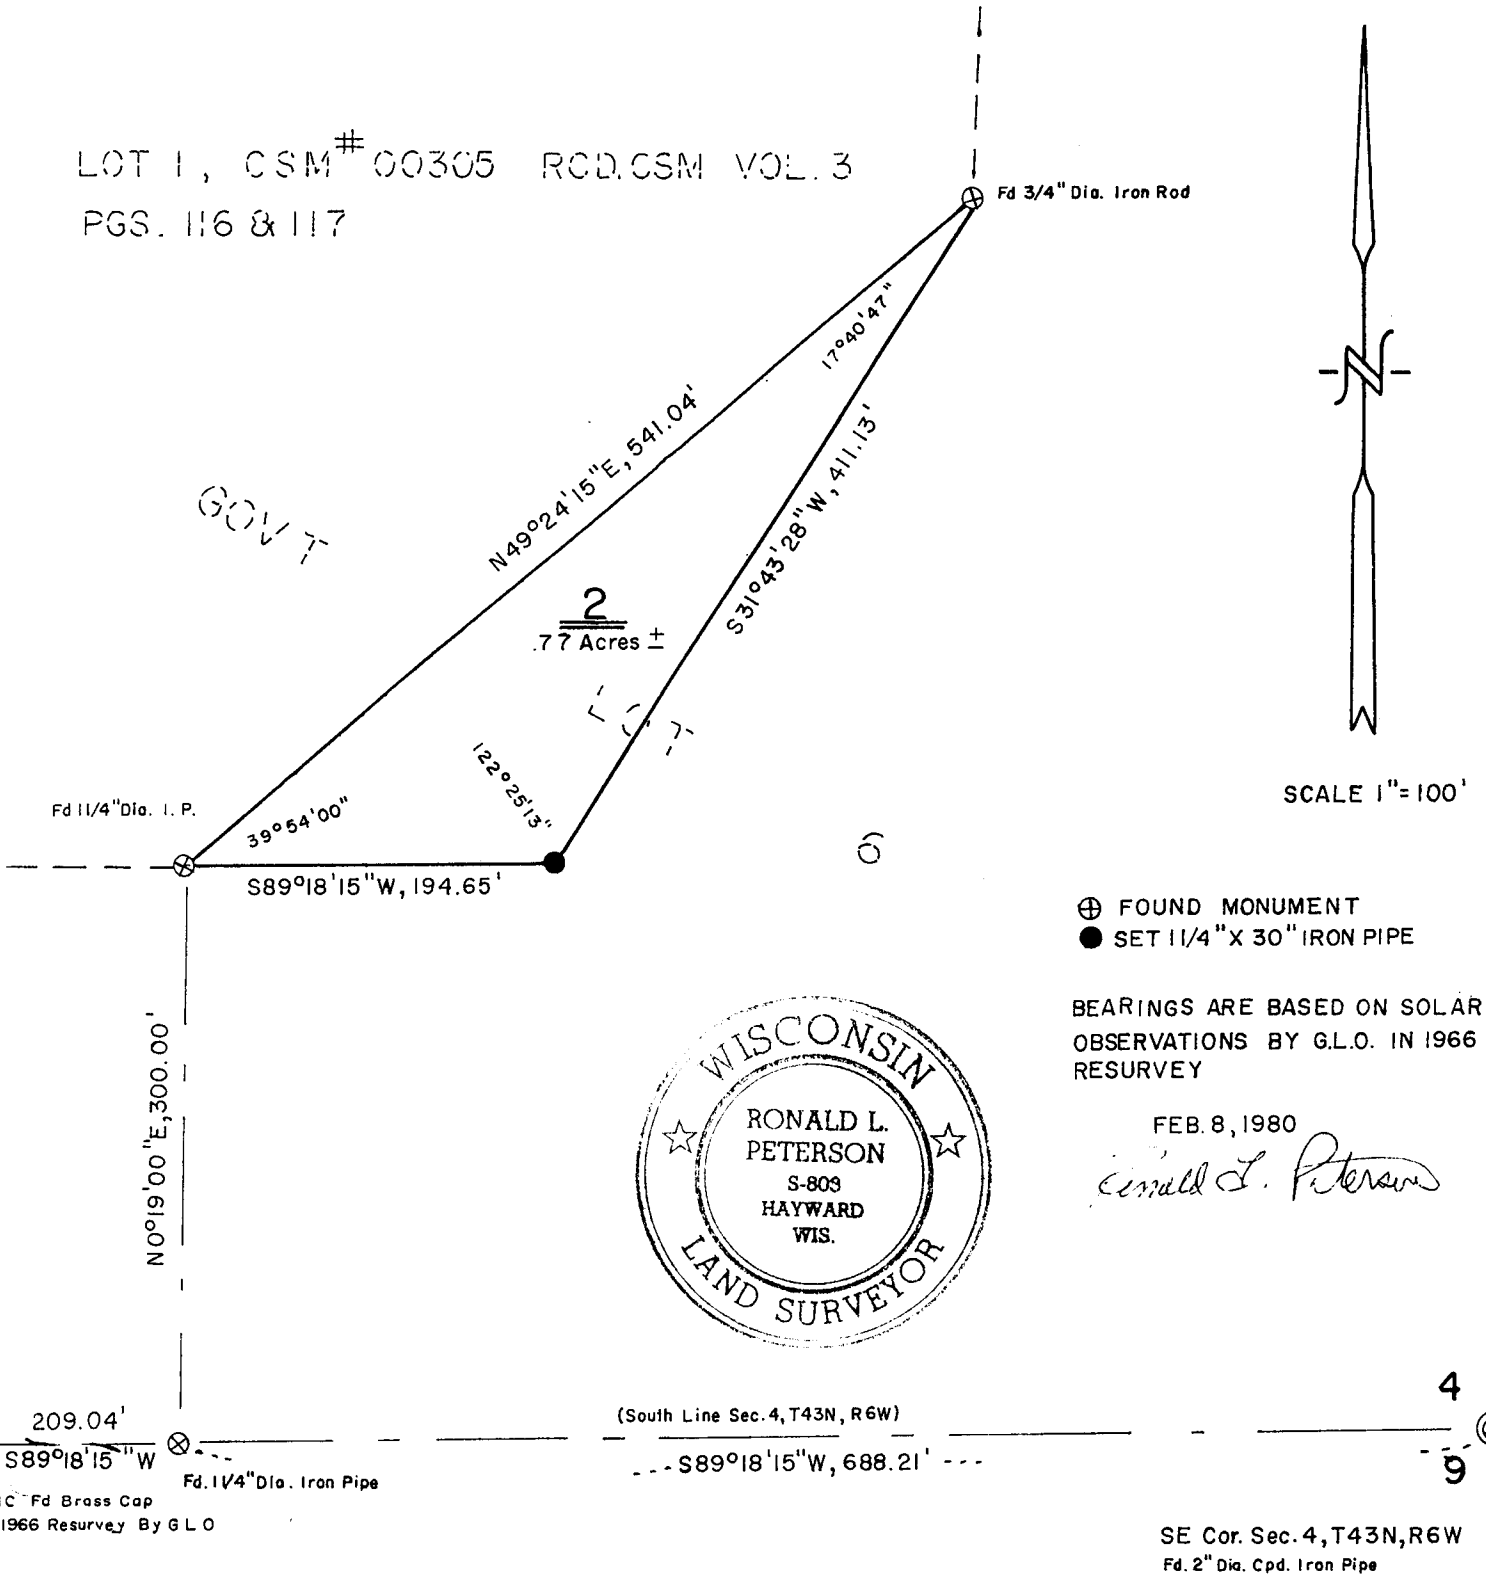 LOT 1, CSM # 00305 RCD. CSM VOL. 3
PGS. 116 & 117
Fd 3/4" Dia. Iron Rod
17°40'47"
N49°24'15"E, 541.04'
S31°43'28"W, 411.13'
GOV'T
2
.77 Acres ±
LOT
122°25'13"
Fd 1 1/4" Dia. I. P.
39°54'00"
S89°18'15"W, 194.65'
6
N
SCALE 1"=100'
FOUND MONUMENT
SET 1 1/4" X 30" IRON PIPE
BEARINGS ARE BASED ON SOLAR
OBSERVATIONS BY G.L.O. IN 1966
RESURVEY
FEB. 8, 1980
Ronald L. Peterson
WISCONSIN
RONALD L.
PETERSON
S-803
HAYWARD
WIS.
LAND SURVEYOR
N0°19'00"E, 300.00'
209.04'
S89°18'15"W
Fd. 1 1/4" Dia. Iron Pipe
Fd Brass Cap
1966 Resurvey By G L O
(South Line Sec. 4, T43N, R6W)
S89°18'15"W, 688.21'
4
9
SE Cor. Sec. 4, T43N, R6W
Fd. 2" Dia. Cpd. Iron Pipe